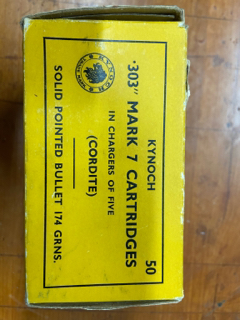 50
KYNOCH
·303" MARK 7 CARTRIDGES
IN CHARGERS OF FIVE
(CORDITE)
SOLID POINTED BULLET 174 GRNS.